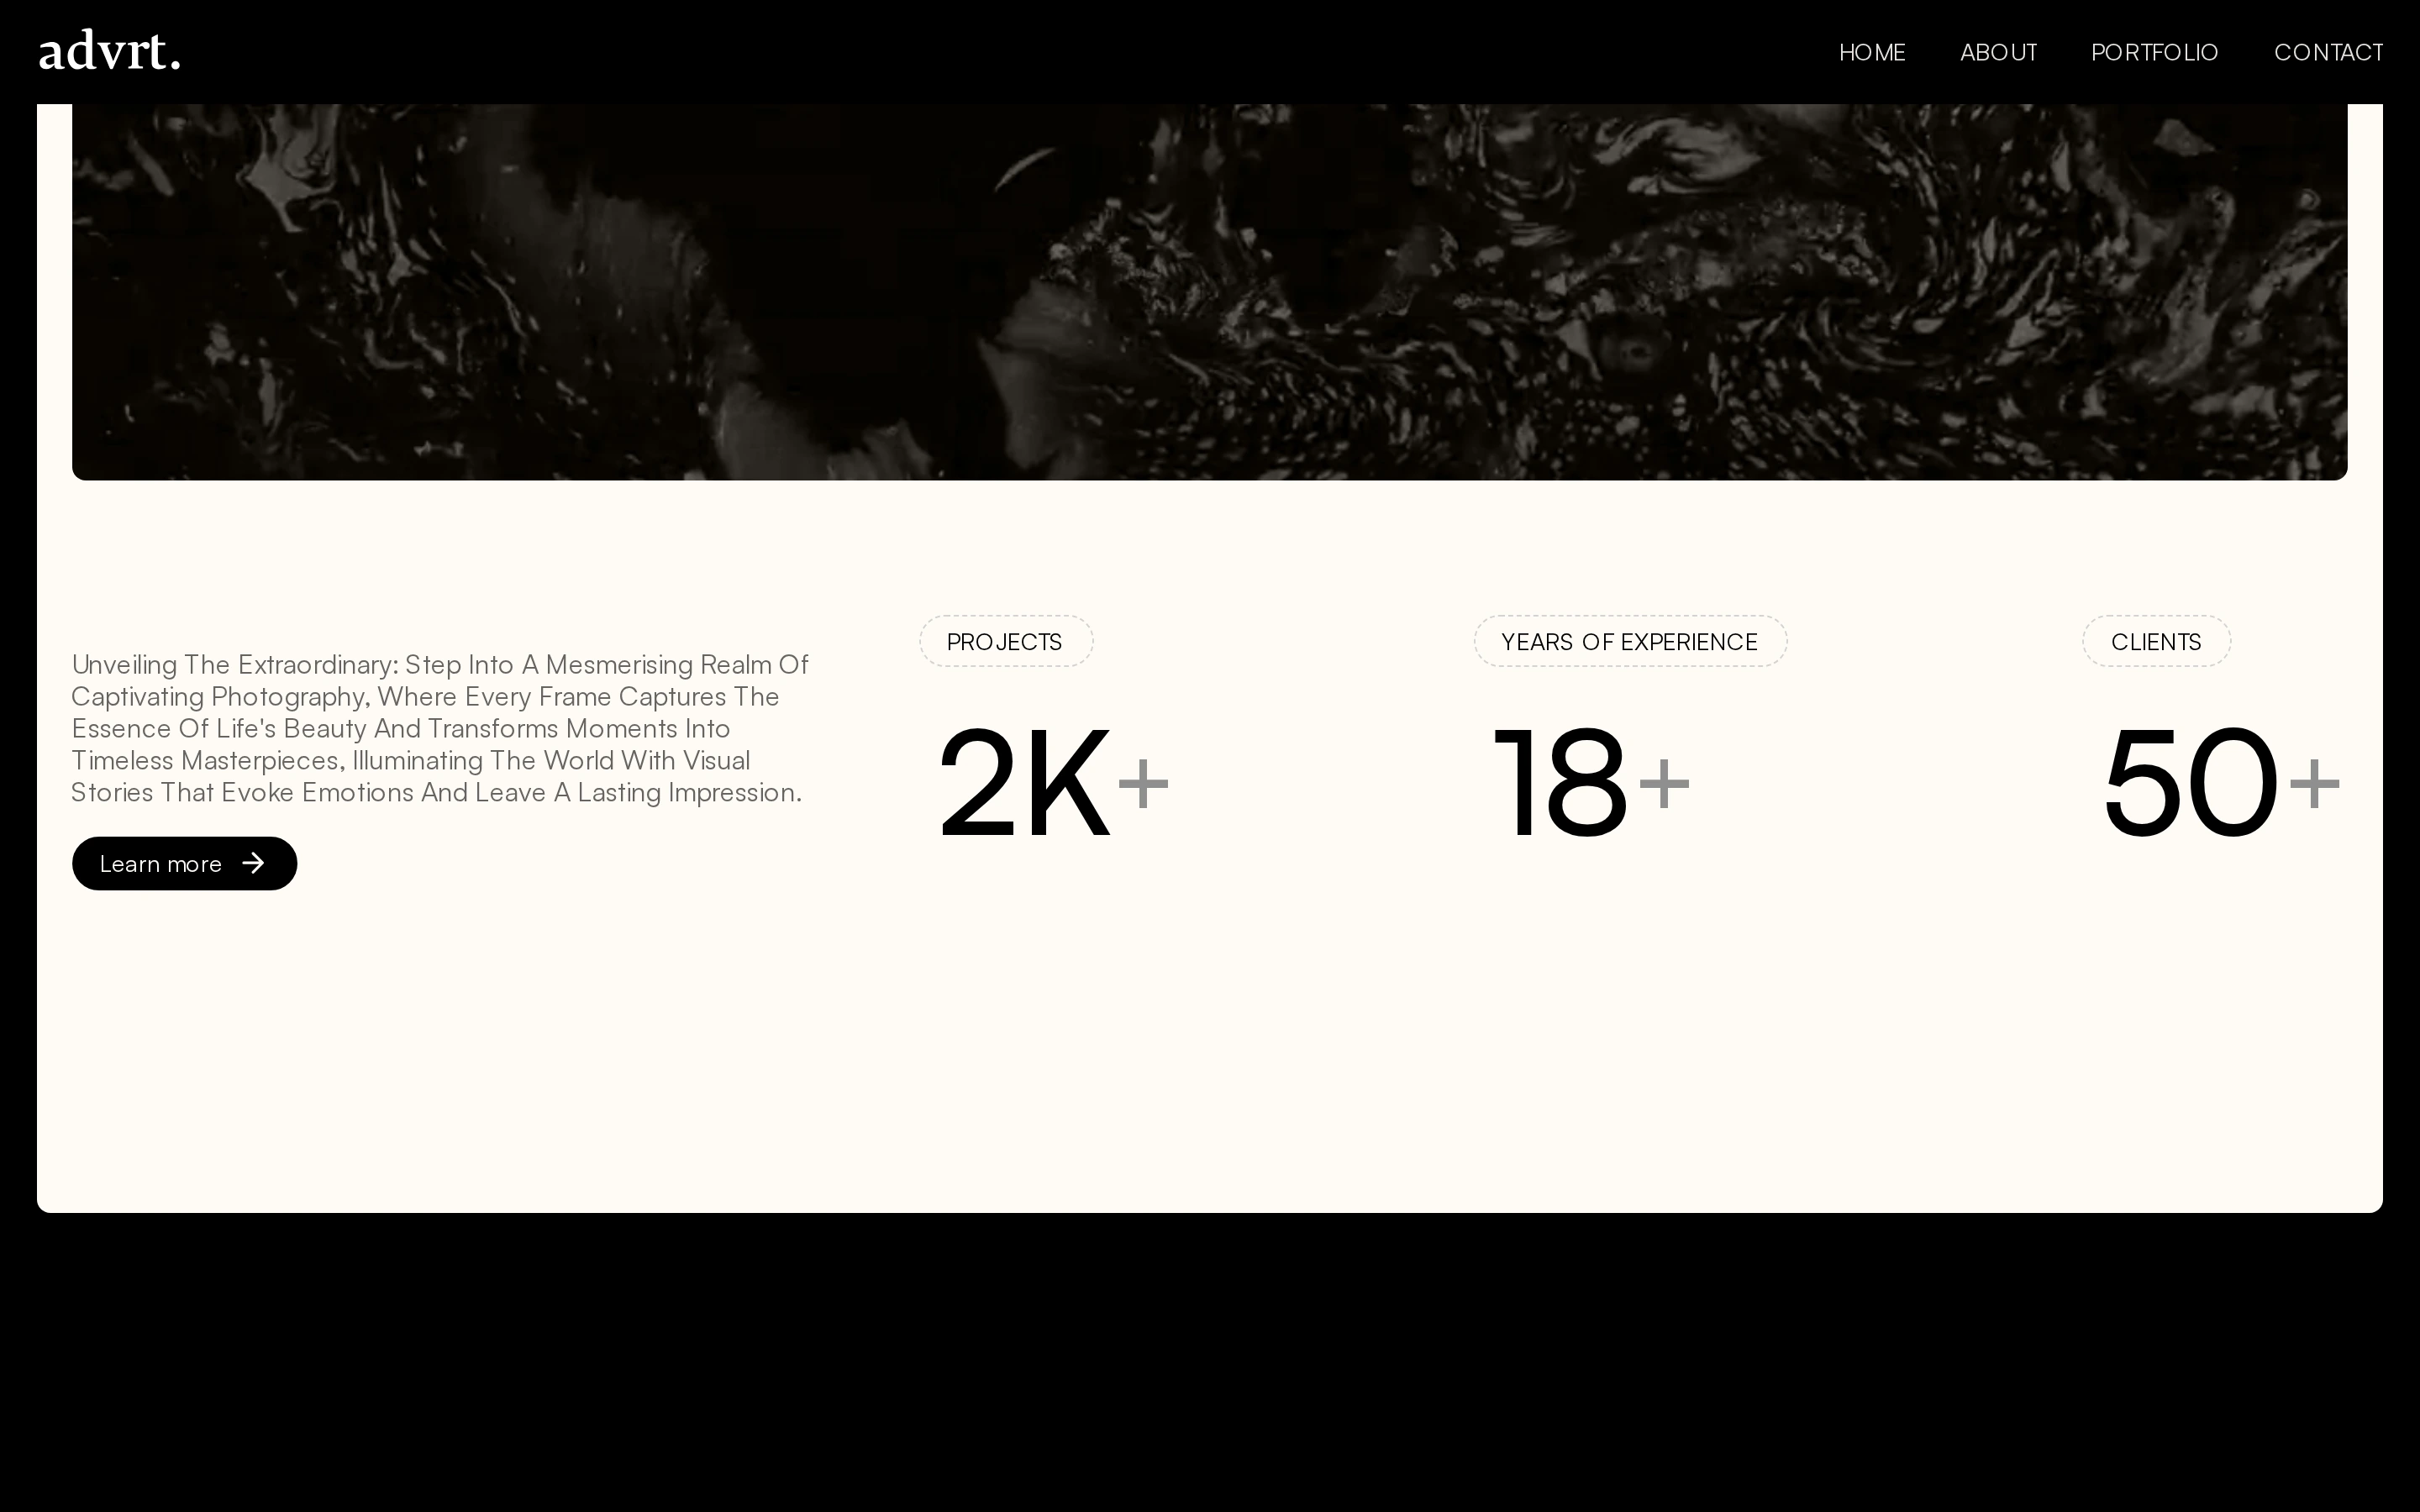 advrt.
HOME ABOUT PORTFOLIO CONTACT
Unveiling The Extraordinary: Step Into A Mesmerising Realm Of
Captivating Photography, Where Every Frame Captures The
Essence Of Life's Beauty And Transforms Moments Into
Timeless Masterpieces, Illuminating The World With Visual
Stories That Evoke Emotions And Leave A Lasting Impression.
Learn more
PROJECTS
2K+
YEARS OF EXPERIENCE
18+
CLIENTS
50+